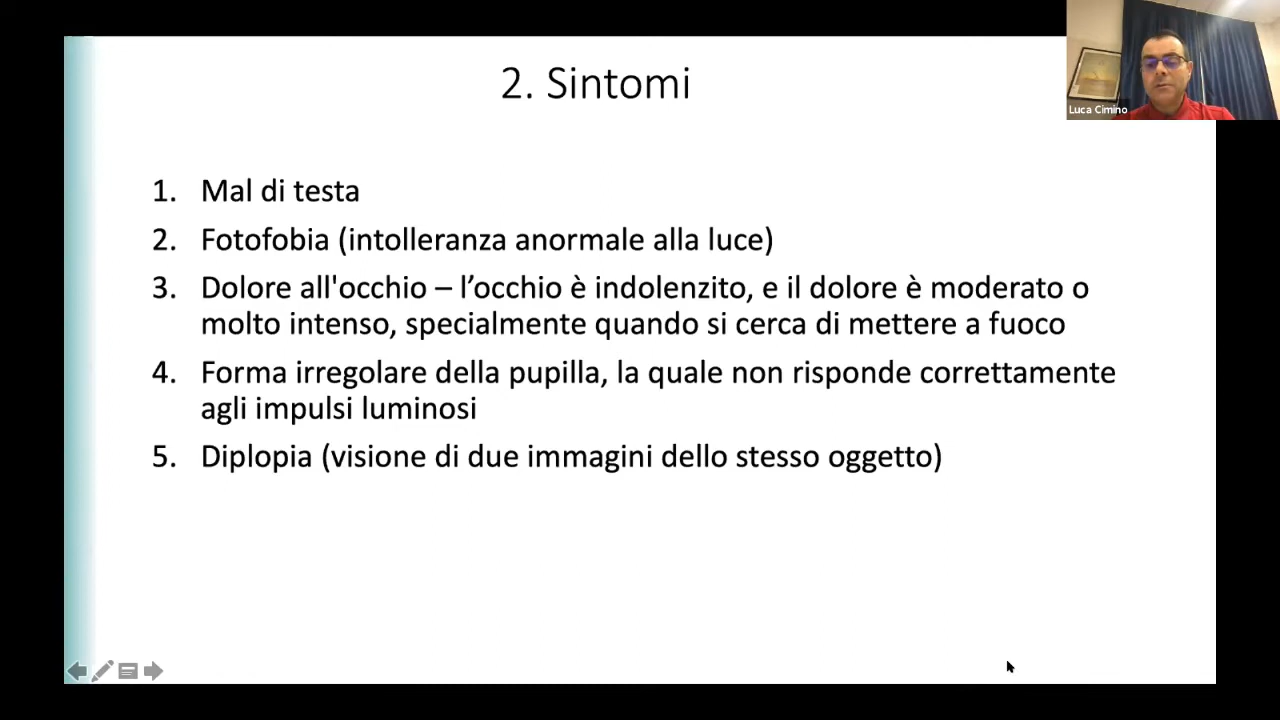 2. Sintomi
Luca Cimino
1. Mal di testa
2. Fotofobia (intolleranza anormale alla luce)
3. Dolore all'occhio – l’occhio è indolenzito, e il dolore è moderato o
molto intenso, specialmente quando si cerca di mettere a fuoco
4. Forma irregolare della pupilla, la quale non risponde correttamente
agli impulsi luminosi
5. Diplopia (visione di due immagini dello stesso oggetto)